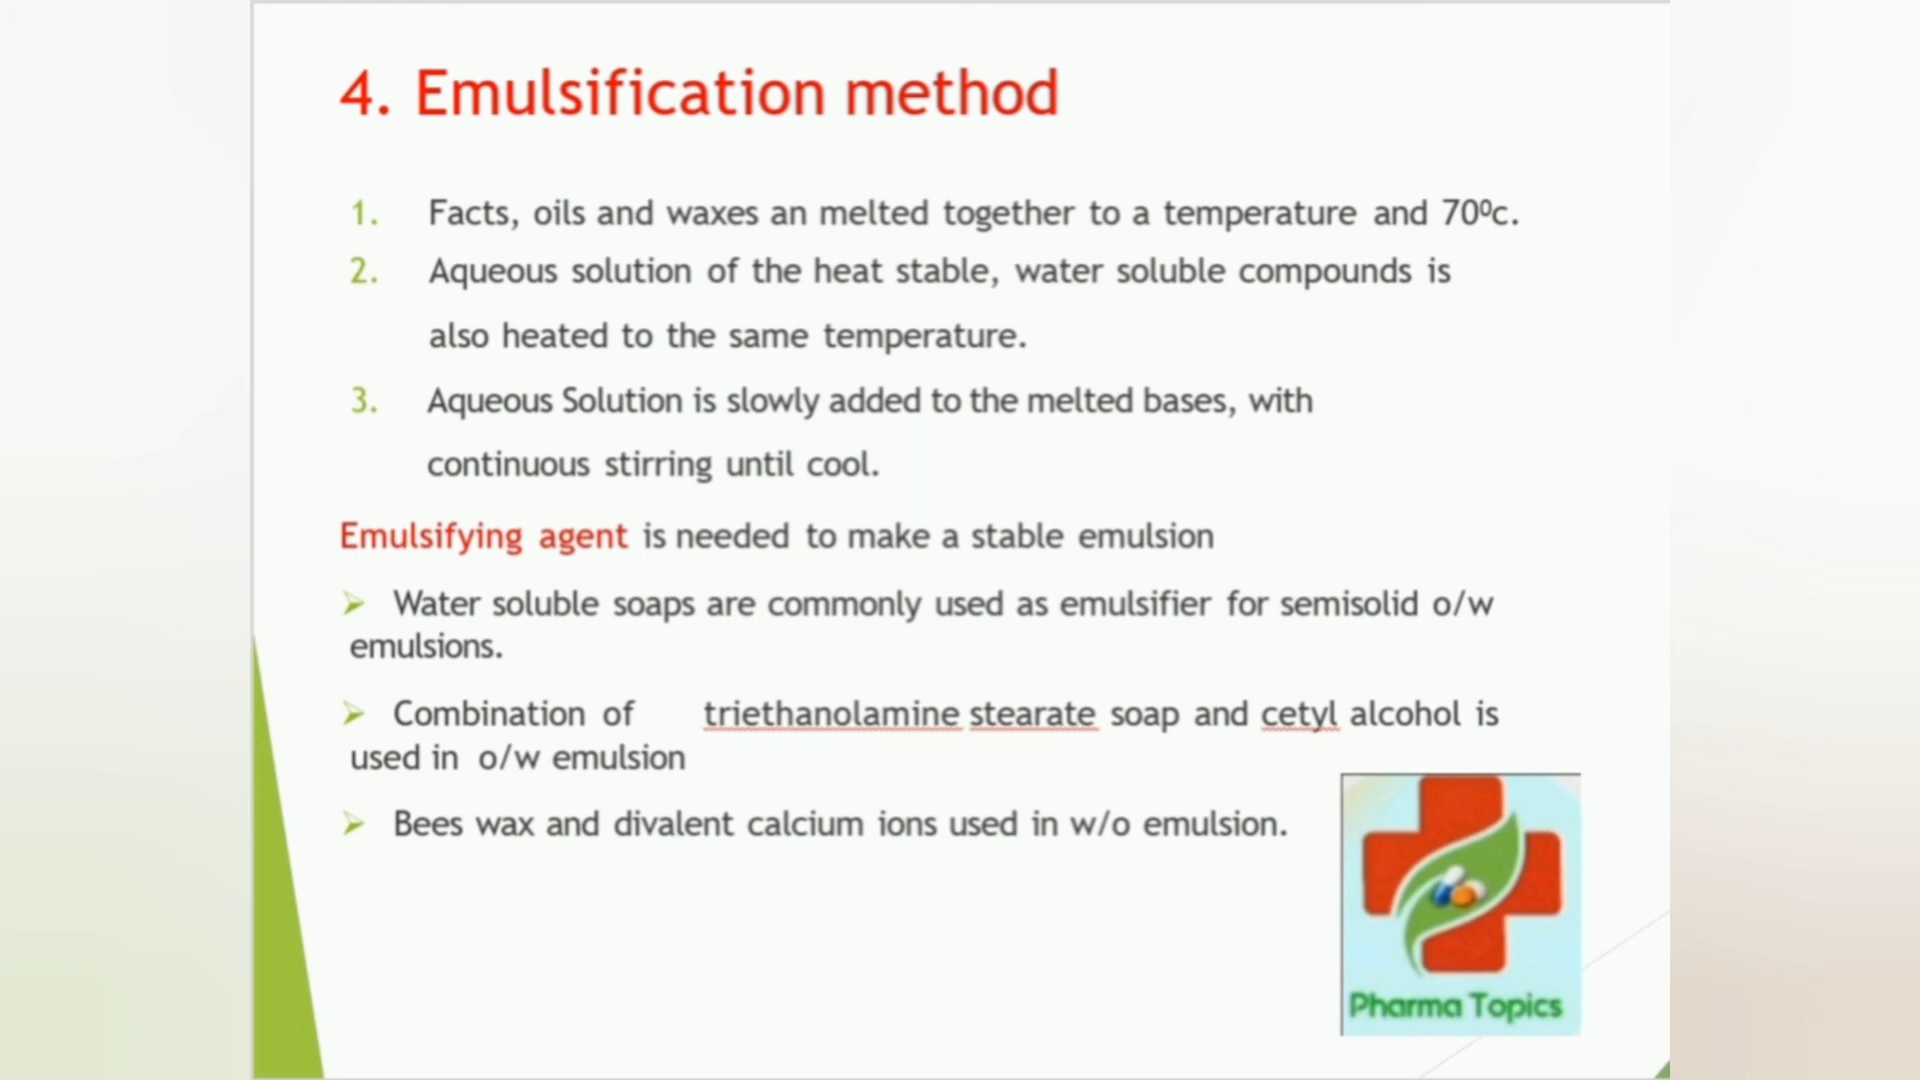 4. Emulsification method
1. Facts, oils and waxes an melted together to a temperature and 70⁰c.
2. Aqueous solution of the heat stable, water soluble compounds is
also heated to the same temperature.
3. Aqueous Solution is slowly added to the melted bases, with
continuous stirring until cool.
Emulsifying agent is needed to make a stable emulsion
➢ Water soluble soaps are commonly used as emulsifier for semisolid o/w
emulsions.
➢ Combination of triethanolamine stearate soap and cetyl alcohol is
used in o/w emulsion
➢ Bees wax and divalent calcium ions used in w/o emulsion.
Pharma Topics